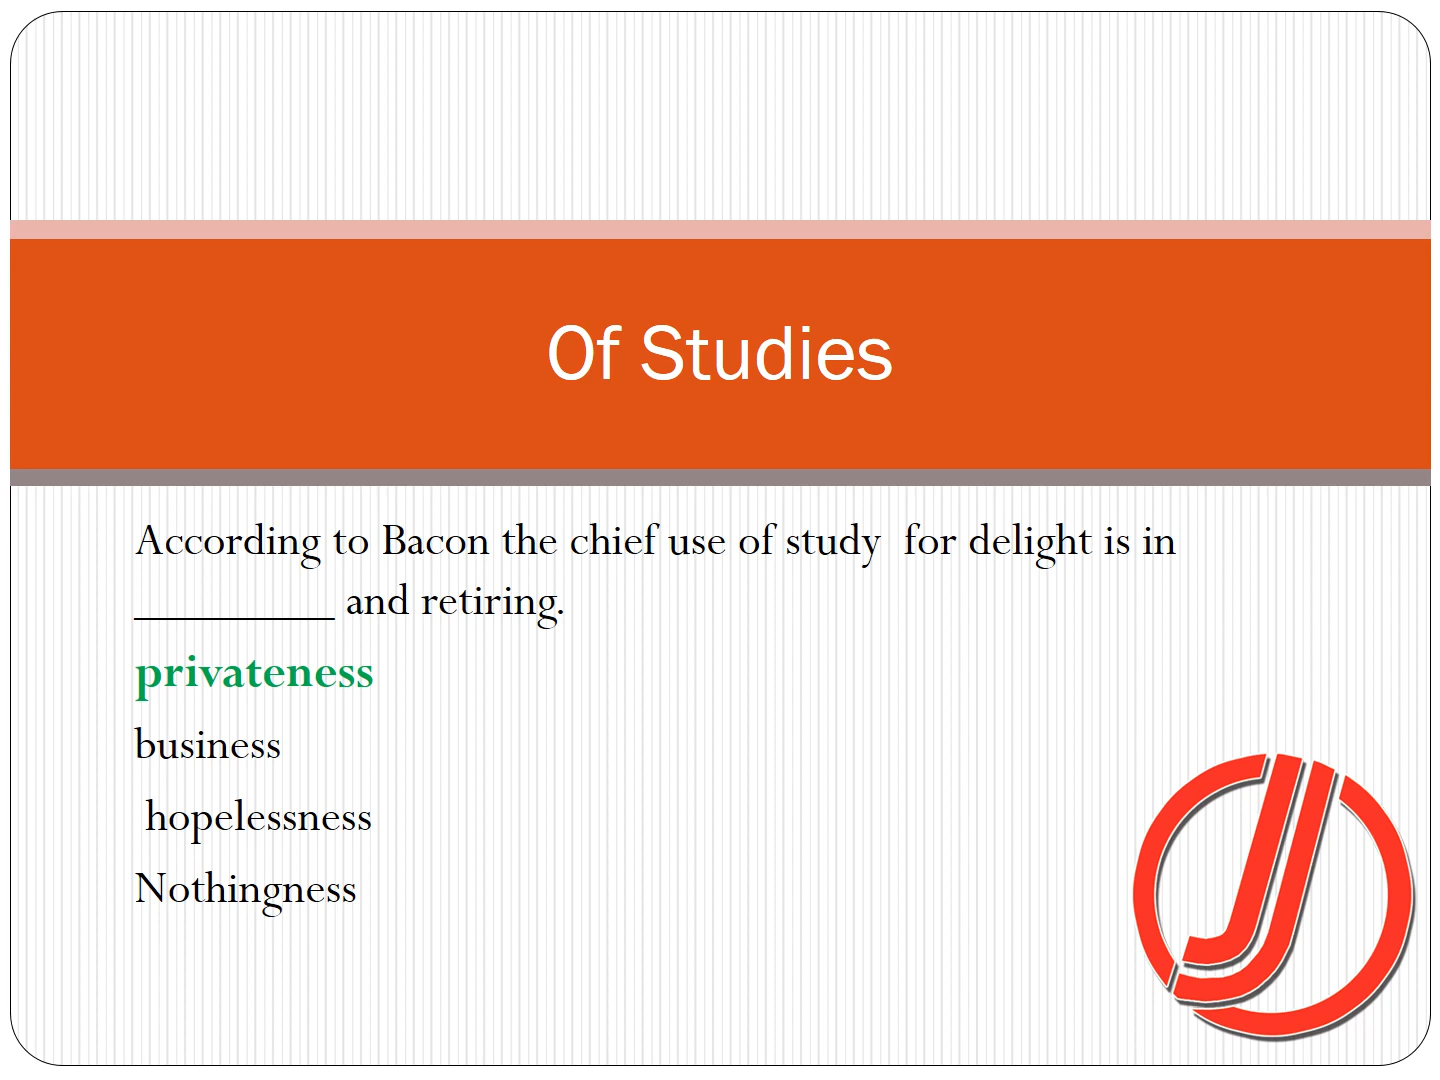 Of Studies
According to Bacon the chief use of study  for delight is in
__________ and retiring.
privateness
business
hopelessness
Nothingness